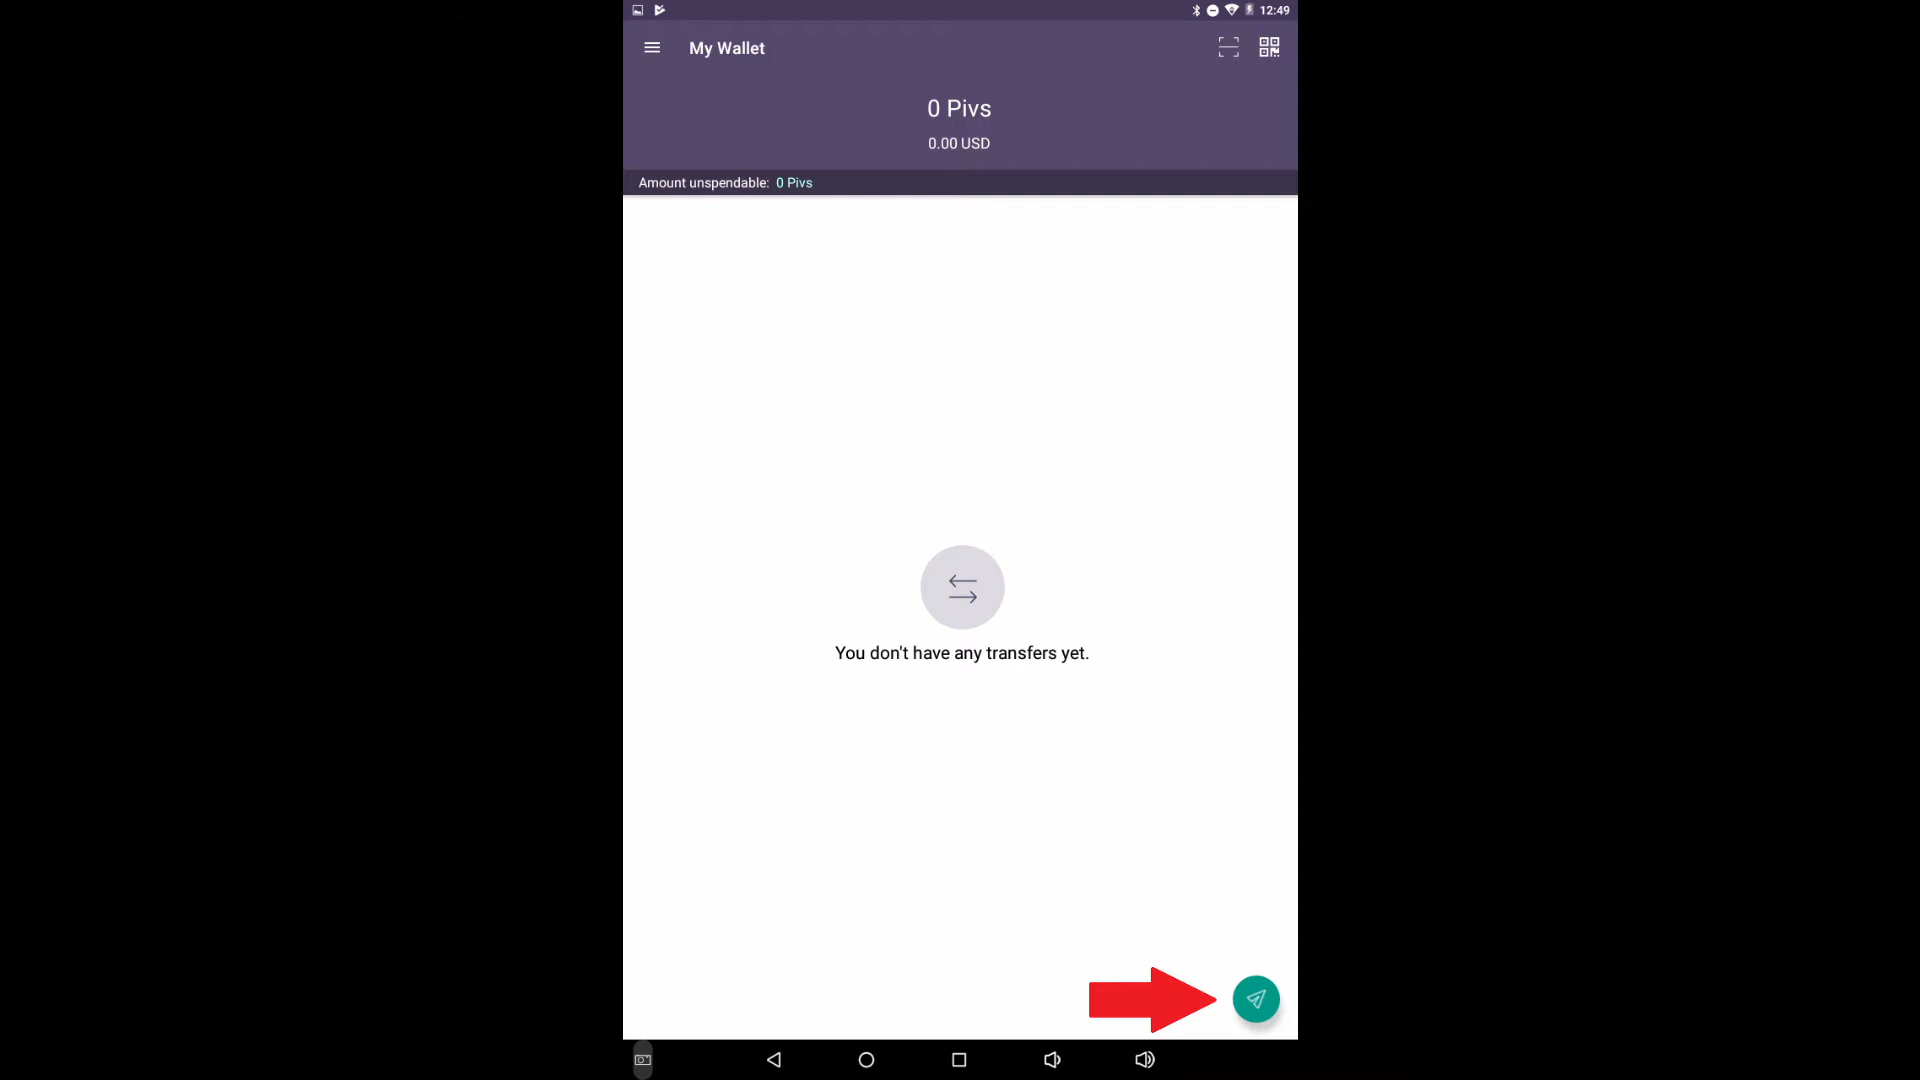 12:49
My Wallet
0 Pivs
0.00 USD
Amount unspendable: 0 Pivs
You don't have any transfers yet.